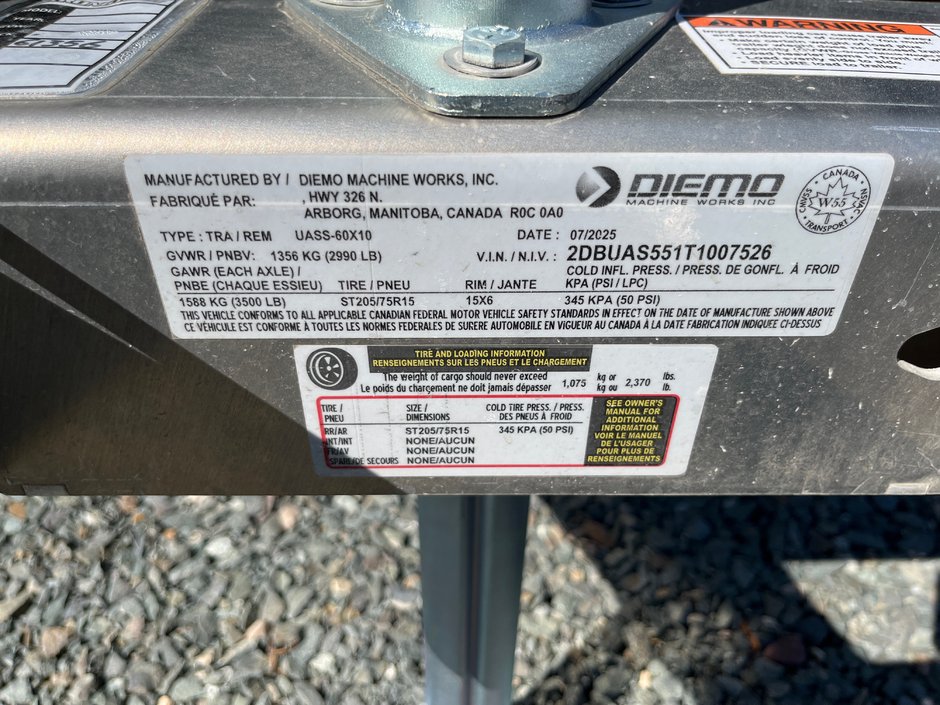 5656
WARNING
MANUFACTURED BY / DIEMO MACHINE WORKS, INC.
FABRIQUÉ PAR: , HWY 326 N.
ARBORG, MANITOBA, CANADA R0C 0A0
DIEMO
MACHINE WORKS INC
CANADA
W55
TRANSPORT
TYPE : TRA / REM UASS-60X10 DATE : 07/2025
GVWR / PNBV: 1356 KG (2990 LB) V.I.N. / N.I.V. : 2DBUAS551T1007526
GAWR (EACH AXLE) / COLD INFL. PRESS. / PRESS. DE GONFL. À FROID
PNBE (CHAQUE ESSIEU) TIRE / PNEU RIM / JANTE KPA (PSI / LPC)
1588 KG (3500 LB) ST205/75R15 15X6 345 KPA (50 PSI)
THIS VEHICLE CONFORMS TO ALL APPLICABLE CANADIAN FEDERAL MOTOR VEHICLE SAFETY STANDARDS IN EFFECT ON THE DATE OF MANUFACTURE SHOWN ABOVE
CE VÉHICULE EST CONFORME À TOUTES LES NORMES FEDERALES DE SURERE AUTOMOBILE EN VIGUEUR AU CANADA À LA DATE FABRICATION INDIQUEE CI-DESSUS
TIRE AND LOADING INFORMATION
RENSEIGNEMENTS SUR LES PNEUS ET LE CHARGEMENT
The weight of cargo should never exceed 1,075 kg or 2,370 lbs.
Le poids du chargement ne doit jamais dépasser kg ou lb.
TIRE / SIZE / COLD TIRE PRESS. / PRESS.
PNEU DIMENSIONS DES PNEUS À FROID
RR/AR ST205/75R15 345 KPA (50 PSI)
INT/INT NONE/AUCUN
FR/AV NONE/AUCUN
SPARE/DE SECOURS NONE/AUCUN
SEE OWNER'S
MANUAL FOR
ADDITIONAL
INFORMATION
VOIR LE MANUEL
DE L'USAGER
POUR PLUS DE
RENSEIGNEMENTS